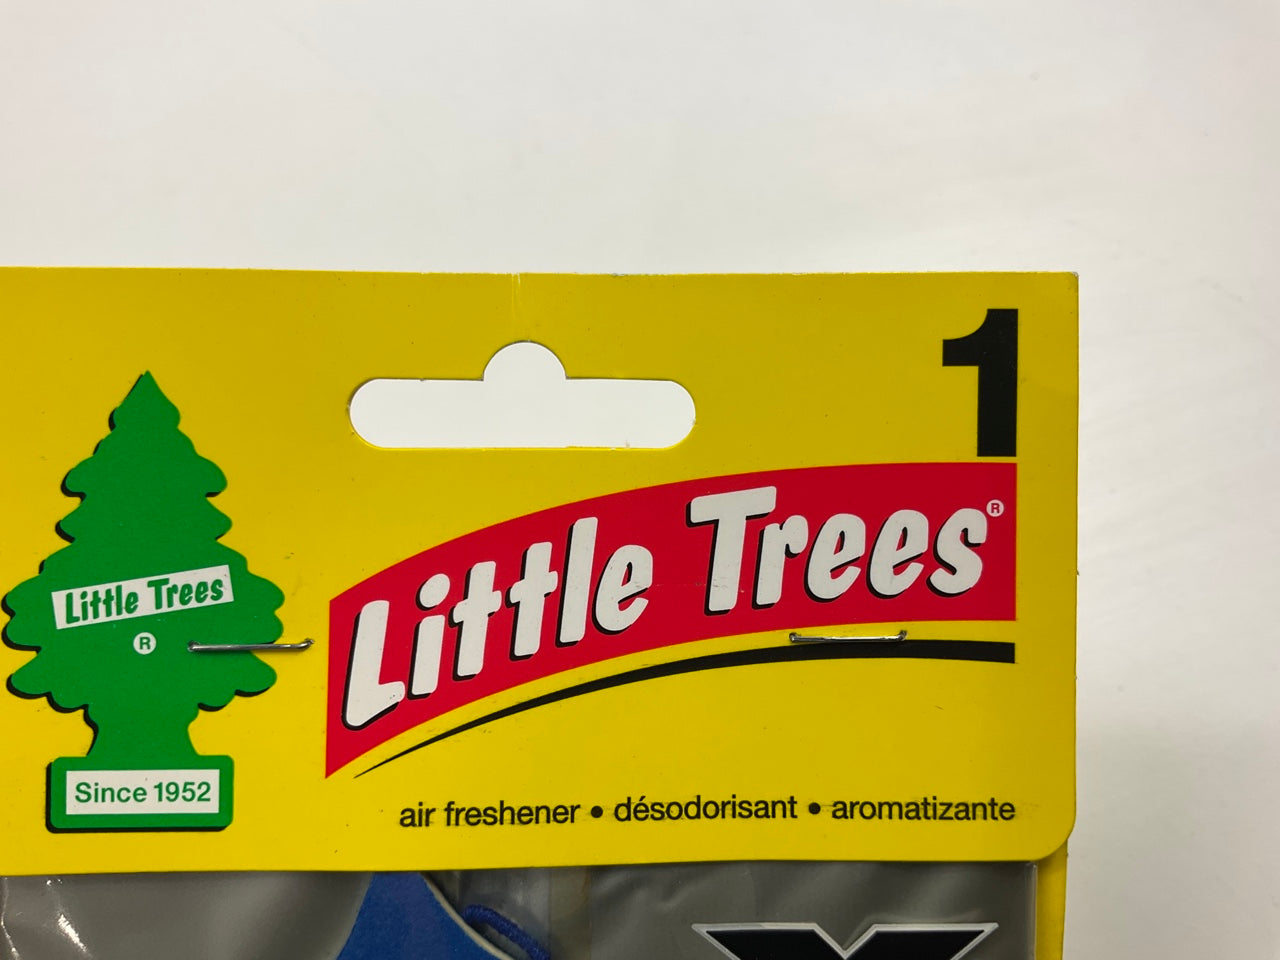 1
Little Trees®
Little Trees
®
Since 1952
air freshener • désodorisant • aromatizante
X